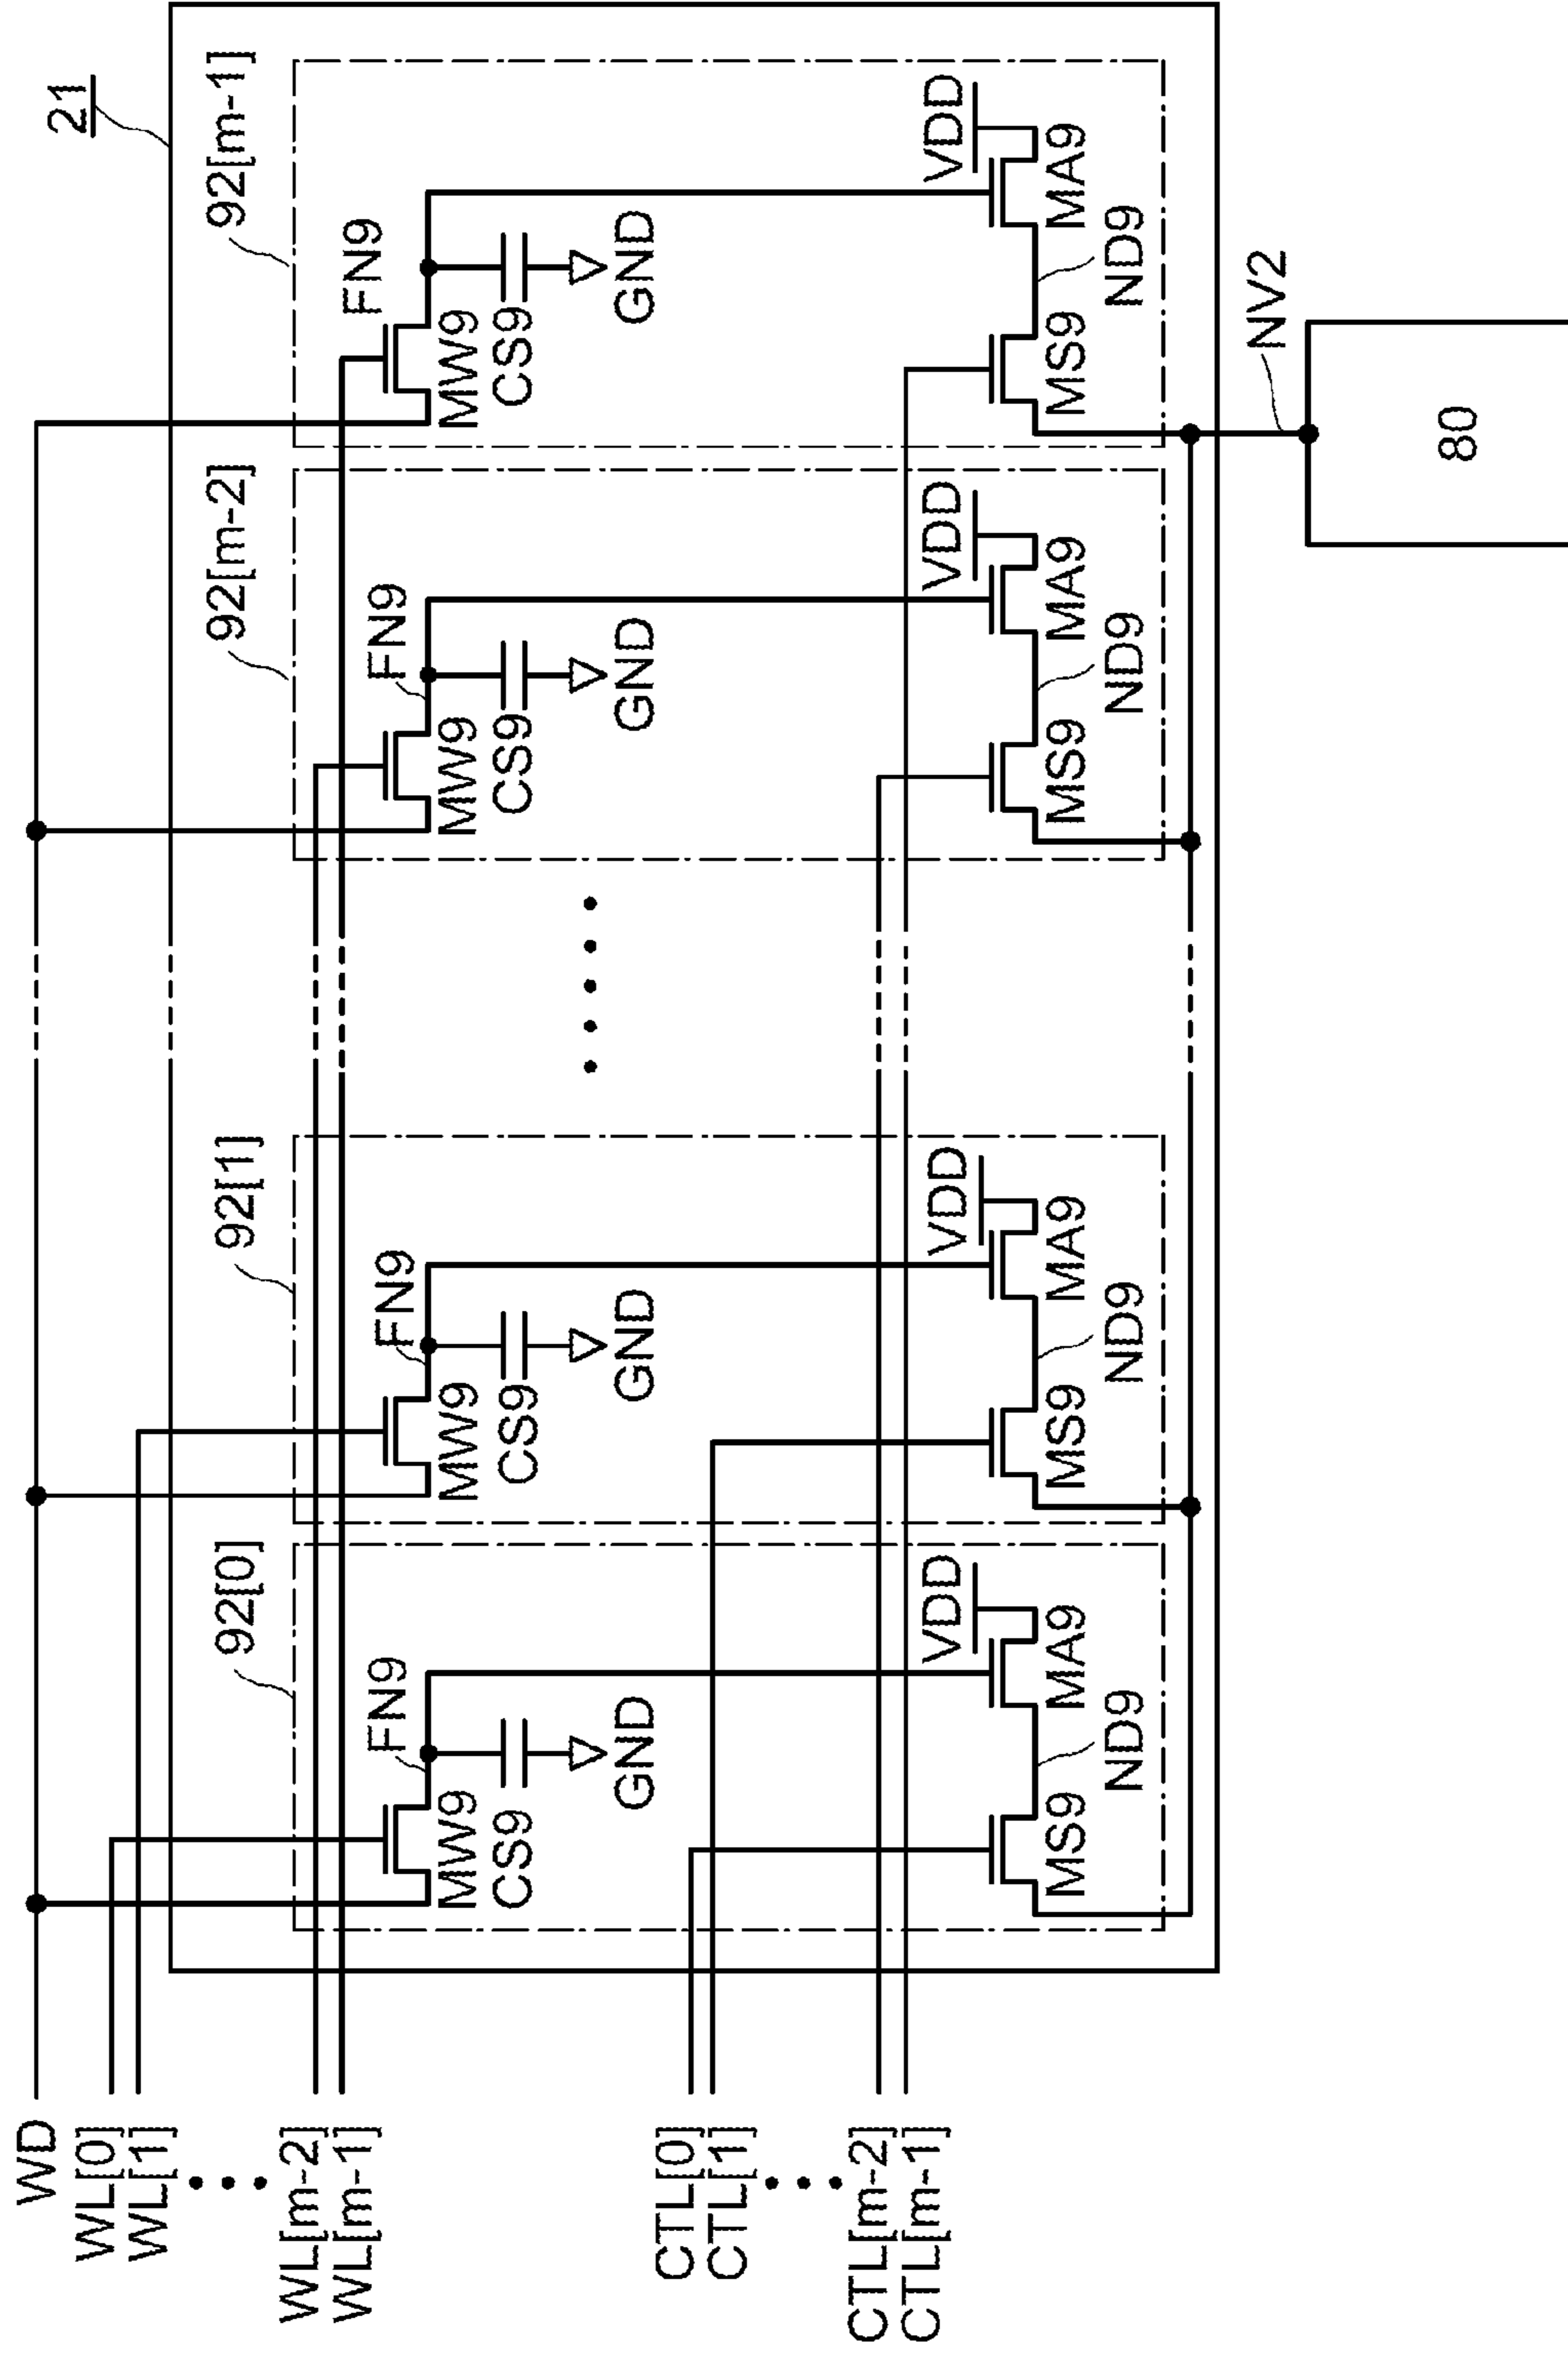 21
WD
WL[0]
WL[1]
WL[m-2]
WL[m-1]
CTL[0]
CTL[1]
CTL[m-2]
CTL[m-1]
92[0]
FN9
MW9
CS9
GND
VDD
MS9
MA9
ND9
92[1]
FN9
MW9
CS9
GND
VDD
MS9
MA9
ND9
92[m-2]
FN9
MW9
CS9
GND
VDD
MS9
MA9
ND9
92[m-1]
FN9
MW9
CS9
GND
VDD
MS9
MA9
ND9
NV2
80